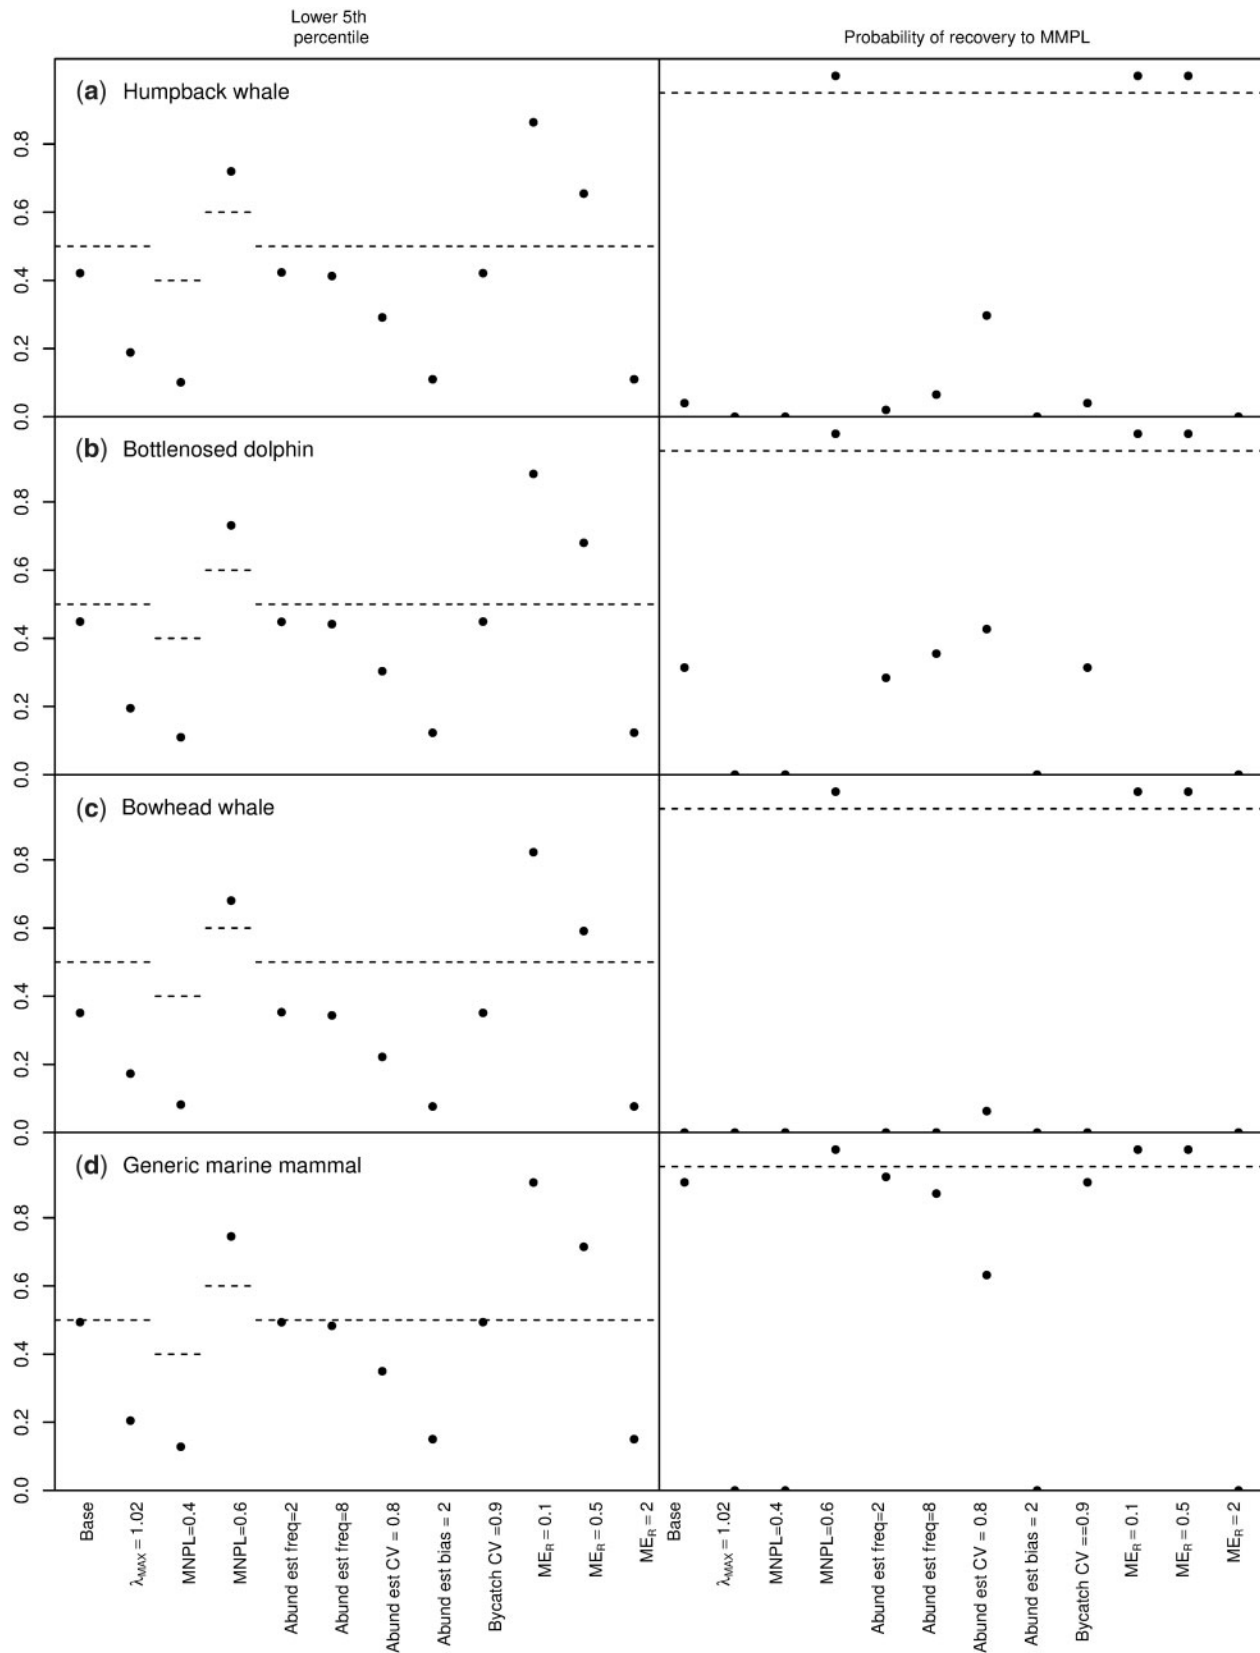 Lower 5th
percentile
Probability of recovery to MMPL
(a) Humpback whale
0.8
0.6
0.4
0.2
0.0
(b) Bottlenosed dolphin
0.8
0.6
0.4
0.2
0.0
(c) Bowhead whale
0.8
0.6
0.4
0.2
0.0
(d) Generic marine mammal
0.8
0.6
0.4
0.2
0.0
Base
λMAX = 1.02
MNPL=0.4
MNPL=0.6
Abund est freq=2
Abund est freq=8
Abund est CV = 0.8
Abund est bias = 2
Bycatch CV =0.9
MER = 0.1
MER = 0.5
MER = 2
Base
λMAX = 1.02
MNPL=0.4
MNPL=0.6
Abund est freq=2
Abund est freq=8
Abund est CV = 0.8
Abund est bias = 2
Bycatch CV ==0.9
MER = 0.1
MER = 0.5
MER = 2